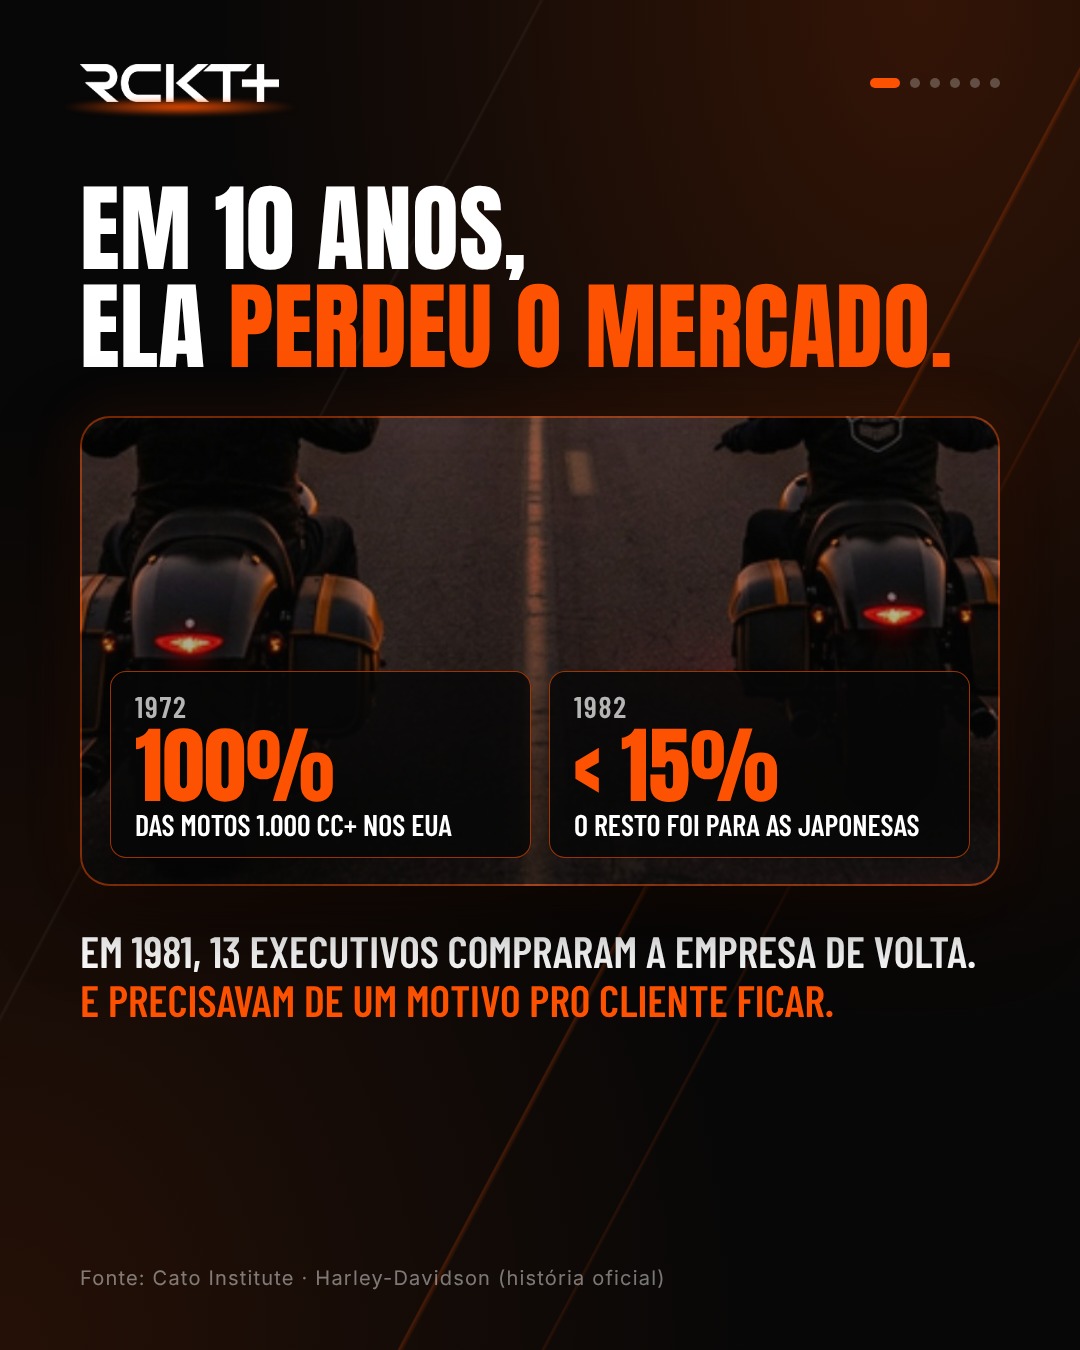 RCKT+
EM 10 ANOS,
ELA PERDEU O MERCADO.
1972
100%
DAS MOTOS 1.000 CC+ NOS EUA
1982
< 15%
O RESTO FOI PARA AS JAPONESAS
EM 1981, 13 EXECUTIVOS COMPRARAM A EMPRESA DE VOLTA.
E PRECISAVAM DE UM MOTIVO PRO CLIENTE FICAR.
Fonte: Cato Institute · Harley-Davidson (história oficial)